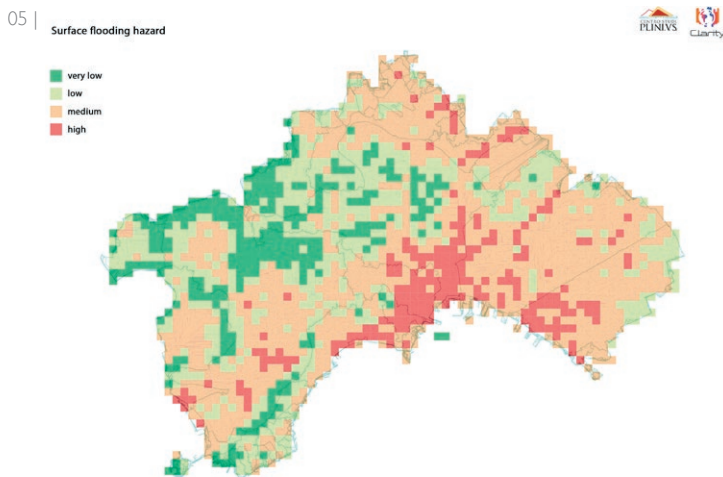 05 |
Surface flooding hazard
PLINIVS
Clarity
very low
low
medium
high